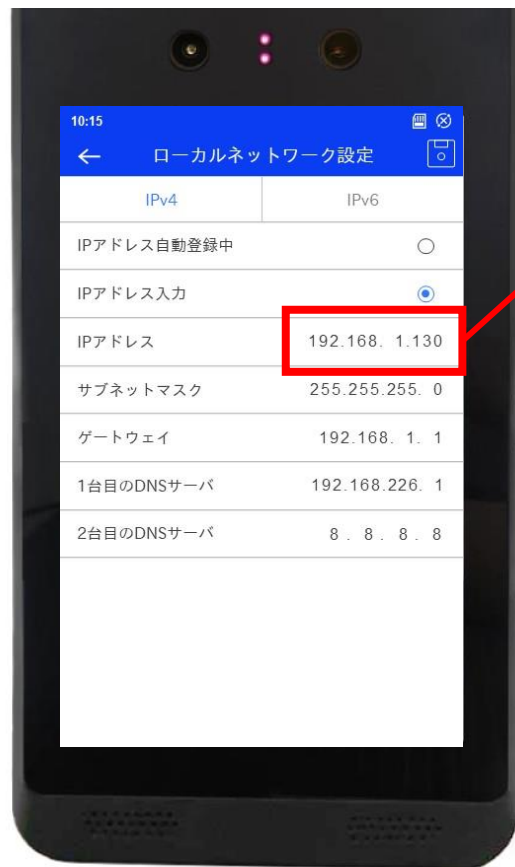 10:15
ローカルネットワーク設定
IPv4 IPv6
IPアドレス自動登録中
IPアドレス入力
IPアドレス 192.168. 1.130
サブネットマスク 255.255.255. 0
ゲートウェイ 192.168. 1. 1
1台目のDNSサーバ 192.168.226. 1
2台目のDNSサーバ 8 . 8 . 8 . 8